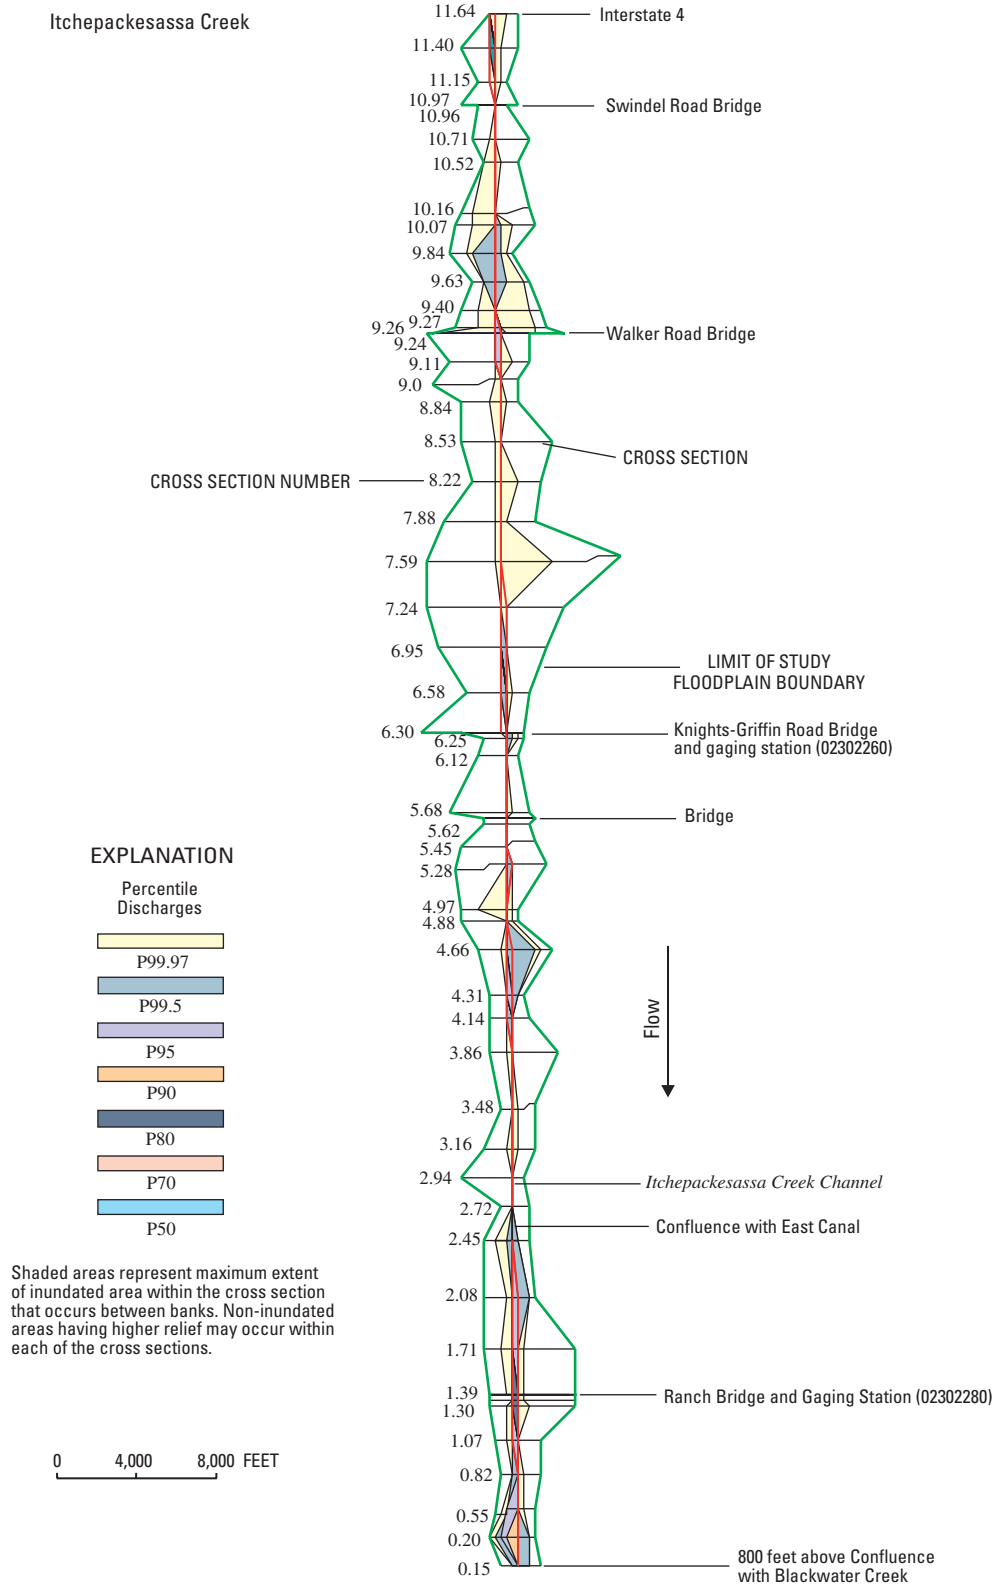 Itchepackesassa Creek
11.64
Interstate 4
11.40
11.15
10.97
Swindel Road Bridge
10.96
10.71
10.52
10.16
10.07
9.84
9.63
9.40
9.27
9.26
Walker Road Bridge
9.24
9.11
9.0
8.84
8.53
CROSS SECTION
CROSS SECTION NUMBER
8.22
7.88
7.59
7.24
6.95
LIMIT OF STUDY
FLOODPLAIN BOUNDARY
6.58
6.30
Knights-Griffin Road Bridge
and gaging station (02302260)
6.25
6.12
5.68
Bridge
5.62
5.45
5.28
4.97
4.88
4.66
4.31
4.14
3.86
3.48
3.16
2.94
Itchepackesassa Creek Channel
2.72
Confluence with East Canal
2.45
2.08
1.71
1.39
Ranch Bridge and Gaging Station (02302280)
1.30
1.07
0.82
0.55
0.20
0.15
800 feet above Confluence
with Blackwater Creek
Flow
EXPLANATION
Percentile
Discharges
P99.97
P99.5
P95
P90
P80
P70
P50
Shaded areas represent maximum extent
of inundated area within the cross section
that occurs between banks. Non-inundated
areas having higher relief may occur within
each of the cross sections.
0 4,000 8,000 FEET